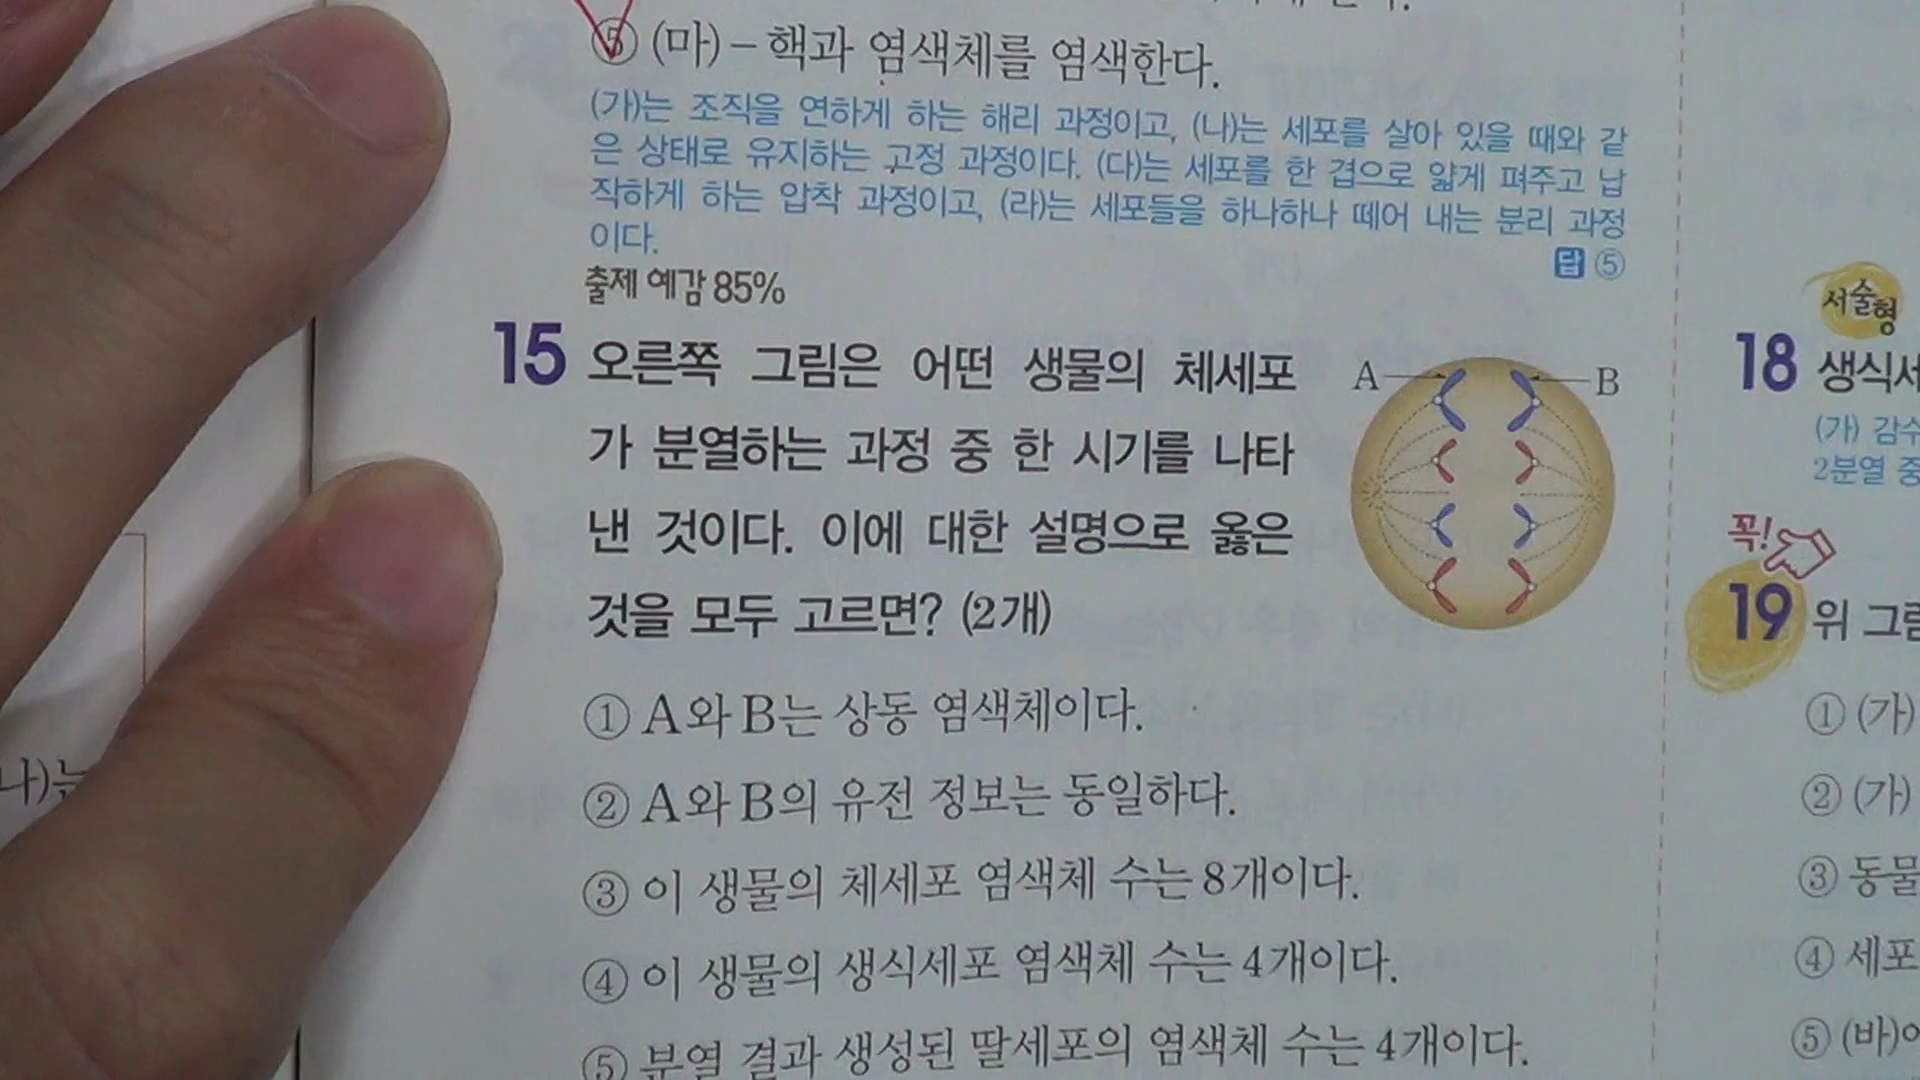 ⑤ (마) – 핵과 염색체를 염색한다.
(가)는 조직을 연하게 하는 해리 과정이고, (나)는 세포를 살아 있을 때와 같
은 상태로 유지하는 고정 과정이다. (다)는 세포를 한 겹으로 얇게 펴주고 납
작하게 하는 압착 과정이고, (라)는 세포들을 하나하나 떼어 내는 분리 과정
이다.
답 ⑤
출제 예감 85%
15 오른쪽 그림은 어떤 생물의 체세포
가 분열하는 과정 중 한 시기를 나타
낸 것이다. 이에 대한 설명으로 옳은
것을 모두 고르면? (2개)
A
B
① A와 B는 상동 염색체이다.
② A와 B의 유전 정보는 동일하다.
③ 이 생물의 체세포 염색체 수는 8개이다.
④ 이 생물의 생식세포 염색체 수는 4개이다.
⑤ 분열 결과 생성된 딸세포의 염색체 수는 4개이다.
나)는
서술형
18 생식세
(가) 감수
2분열 중
꼭!
19 위 그림
① (가)
② (가)
③ 동물
④ 세포
⑤ (바)에